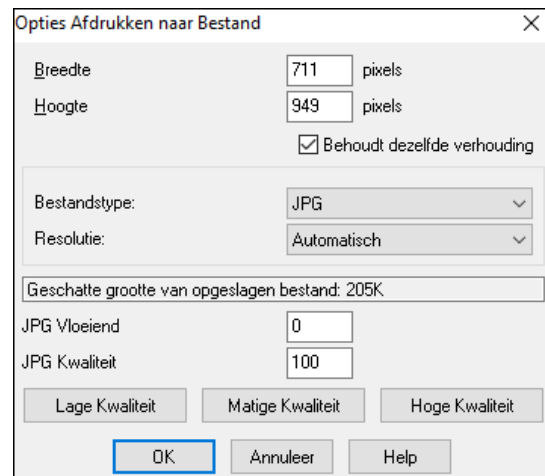 Opties Afdrukken naar Bestand
Breedte 711 pixels
Hoogte 949 pixels
Behoudt dezelfde verhouding
Bestandstype: JPG
Resolutie: Automatisch
Geschatte grootte van opgeslagen bestand: 205K
JPG Vloeiend 0
JPG Kwaliteit 100
Lage Kwaliteit Matige Kwaliteit Hoge Kwaliteit
OK Annuleer Help